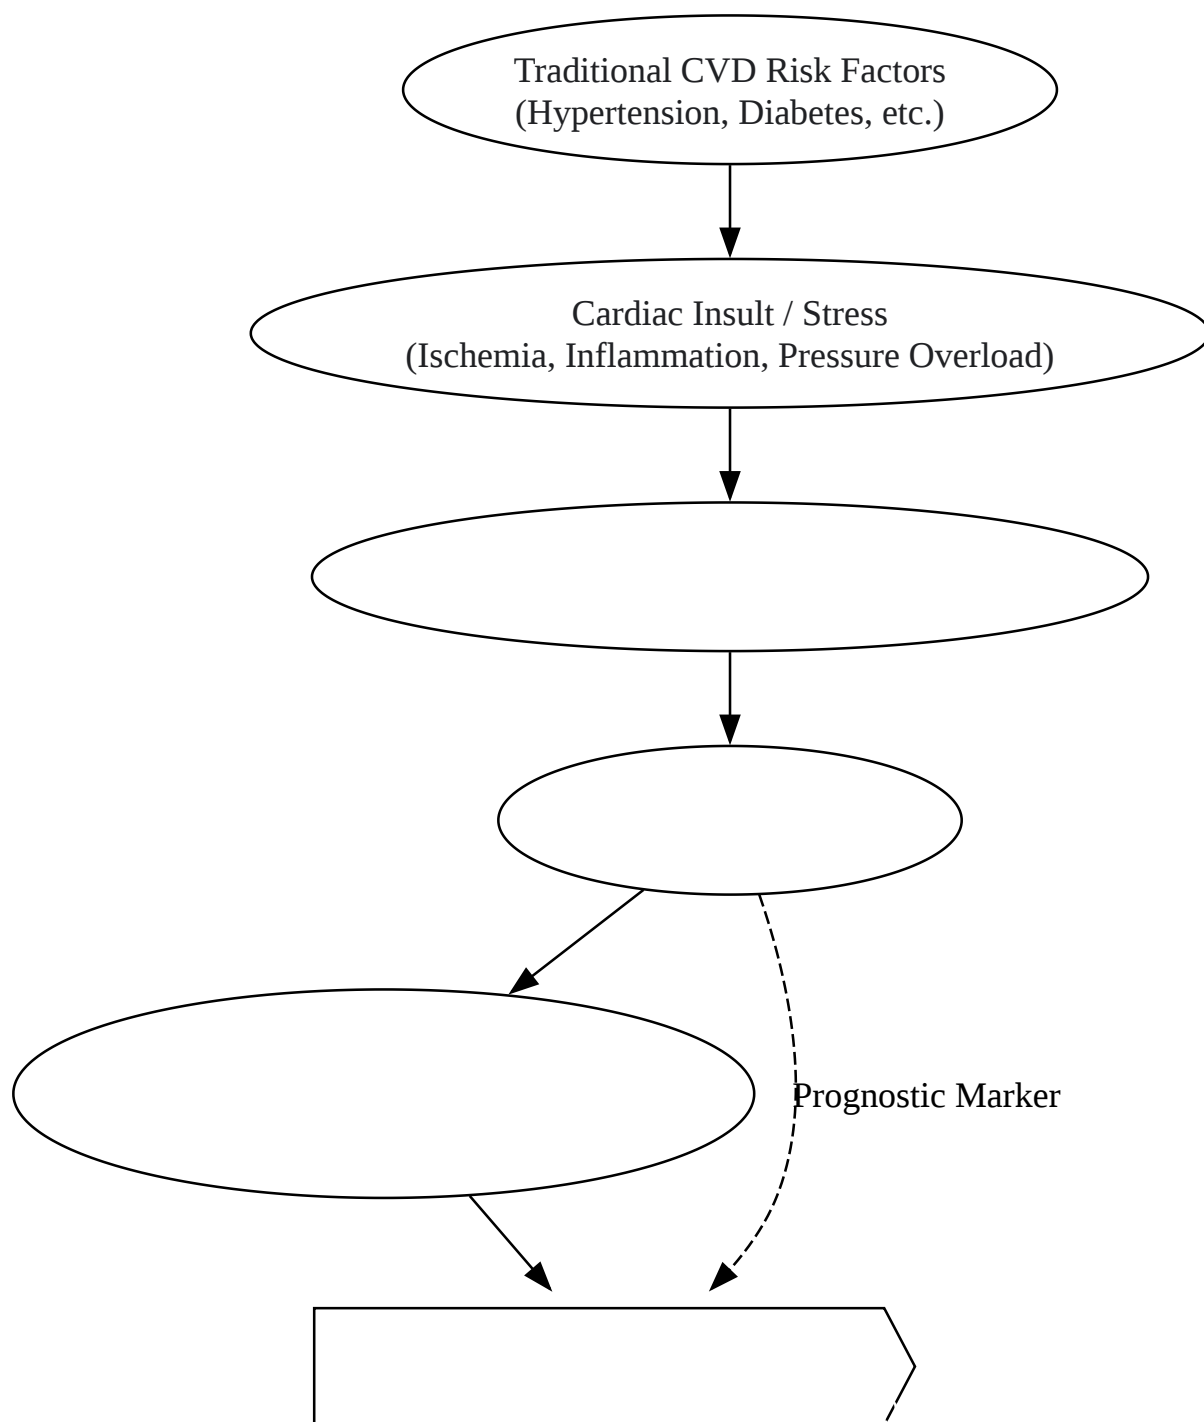 Traditional CVD Risk Factors
(Hypertension, Diabetes, etc.)
Cardiac Insult / Stress
(Ischemia, Inflammation, Pressure Overload)
Prognostic Marker